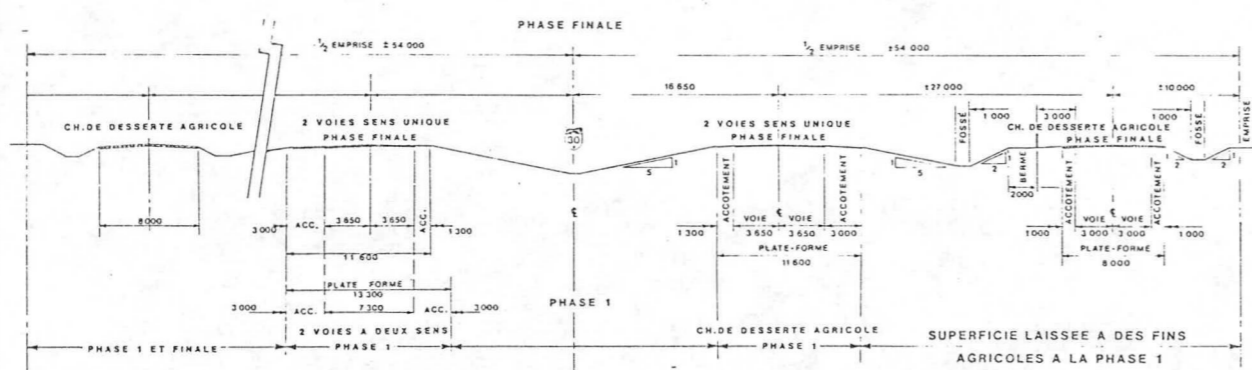 PHASE FINALE
1/2 EMPRISE ± 54 000
1/2 EMPRISE ±54 000
16 650
±27 000
±10 000
CH. DE DESSERTE AGRICOLE
2 VOIES SENS UNIQUE
PHASE FINALE
30
2 VOIES SENS UNIQUE
PHASE FINALE
FOSSÉ
1 000
3 000
1 000
FOSSÉ
EMPRISE
CH. DE DESSERTE AGRICOLE
PHASE FINALE
1
5
1
5
1
2
1
2
1
2
8 000
3 000
ACC.
3 650
3 650
ACC.
1 300
11 600
PLATE FORME
13 300
3 000
ACC.
7 300
ACC.
3 000
2 VOIES A DEUX SENS
PHASE 1
PHASE 1 ET FINALE
℄
PHASE 1
ACCOTEMENT
℄
ACCOTEMENT
VOIE
VOIE
1 300
3 650
3 650
3 000
PLATE-FORME
11 600
CH. DE DESSERTE AGRICOLE
PHASE 1
BERME
2000
ACCOTEMENT
℄
ACCOTEMENT
VOIE
VOIE
1 000
3 000
3 000
1 000
PLATE-FORME
8 000
SUPERFICIE LAISSEE A DES FINS
AGRICOLES A LA PHASE 1